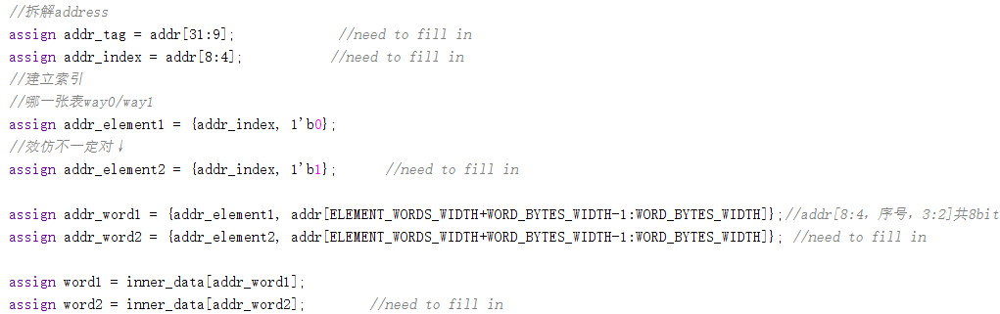 //拆解address
assign addr_tag = addr[31:9];                //need to fill in
assign addr_index = addr[8:4];              //need to fill in
//建立索引
//哪一张表way0/way1
assign addr_element1 = {addr_index, 1'b0};
//效仿不一定对↓
assign addr_element2 = {addr_index, 1'b1};      //need to fill in

assign addr_word1 = {addr_element1, addr[ELEMENT_WORDS_WIDTH+WORD_BYTES_WIDTH-1:WORD_BYTES_WIDTH]};//addr[8:4, 序号, 3:2]共8bit
assign addr_word2 = {addr_element2, addr[ELEMENT_WORDS_WIDTH+WORD_BYTES_WIDTH-1:WORD_BYTES_WIDTH]}; //need to fill in

assign word1 = inner_data[addr_word1];
assign word2 = inner_data[addr_word2];        //need to fill in